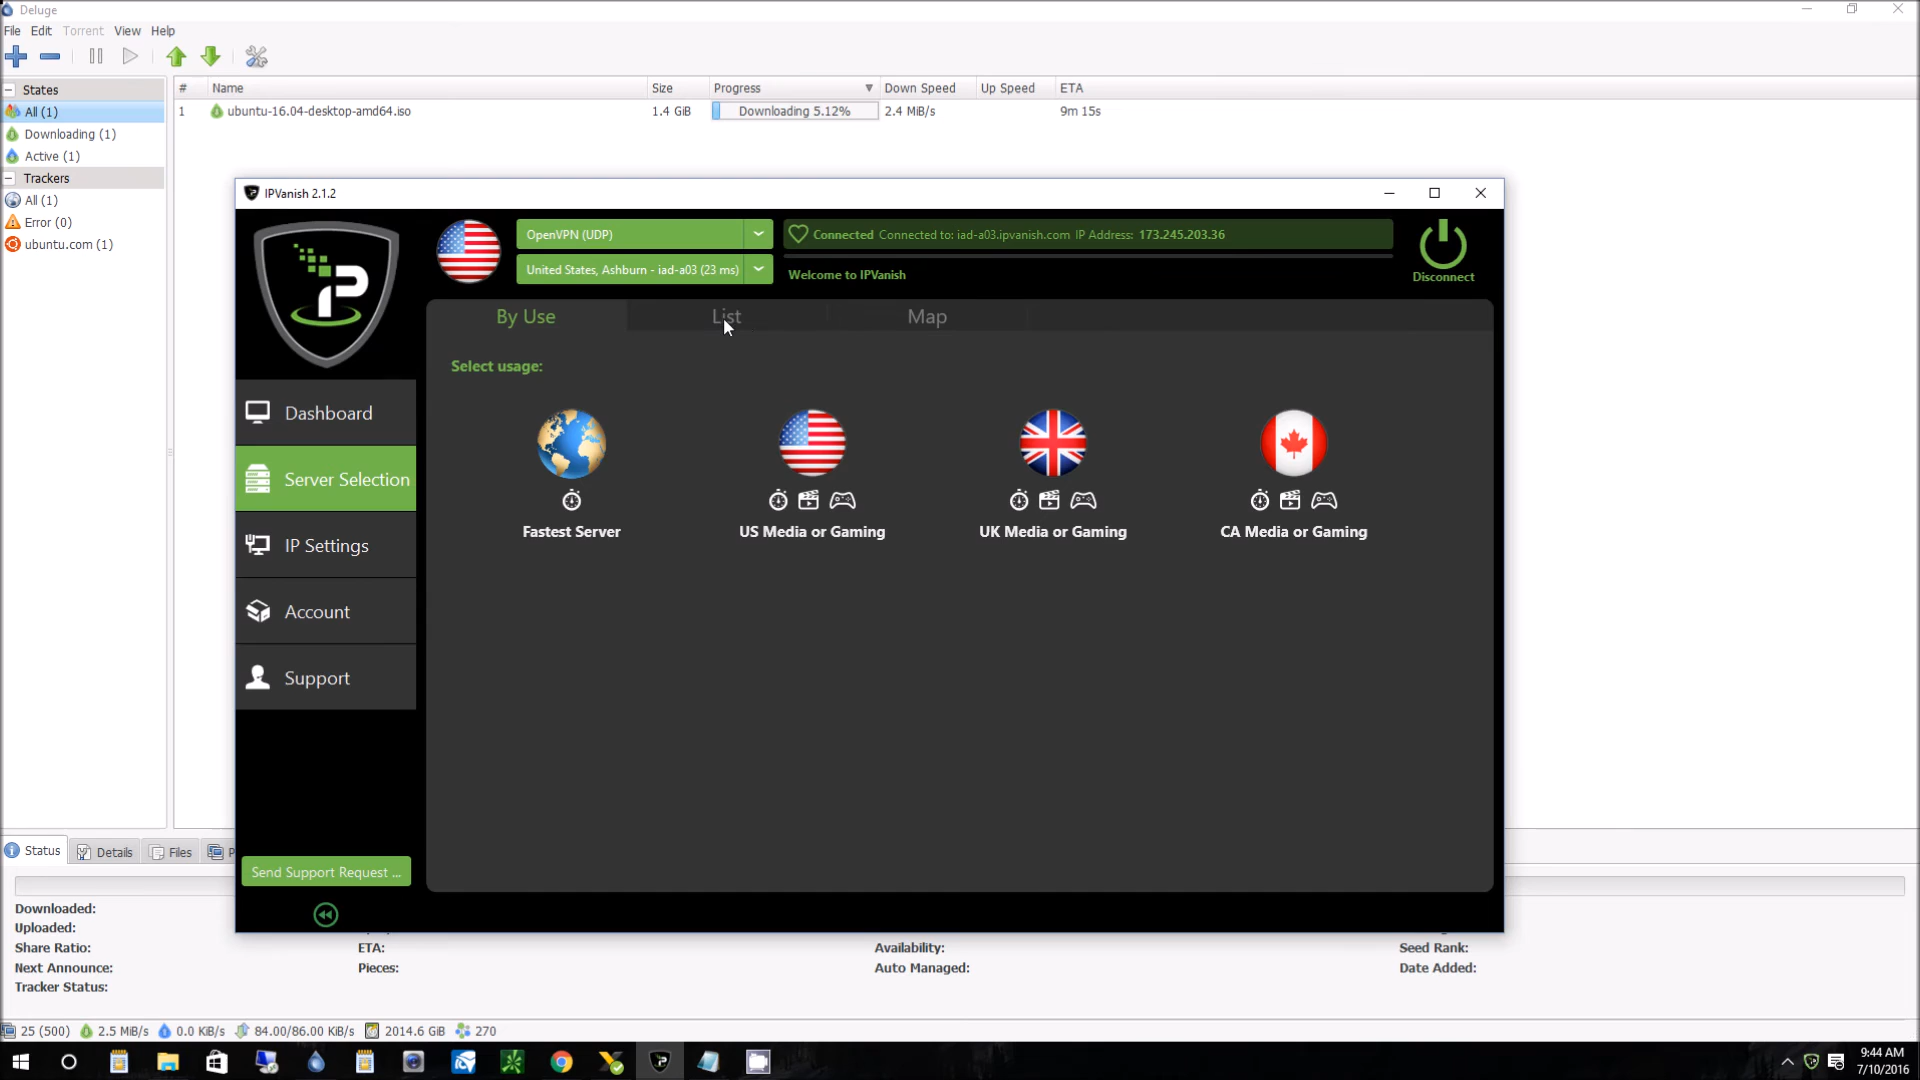 Deluge
File Edit Torrent View Help
States
All (1)
Downloading (1)
Active (1)
Trackers
All (1)
Error (0)
ubuntu.com (1)
# Name Size Progress Down Speed Up Speed ETA
1 ubuntu-16.04-desktop-amd64.iso 1.4 GiB Downloading 5.12% 2.4 MiB/s 9m 15s
IPVanish 2.1.2
OpenVPN (UDP)
Connected Connected to: iad-a03.ipvanish.com IP Address: 173.245.203.36
United States, Ashburn - iad-a03 (23 ms)
Welcome to IPVanish
Disconnect
By Use List Map
Select usage:
Fastest Server US Media or Gaming UK Media or Gaming CA Media or Gaming
Dashboard
Server Selection
IP Settings
Account
Support
Send Support Request ...
Status Details Files P
Downloaded:
Uploaded:
Share Ratio: ETA: Availability: Seed Rank:
Next Announce: Pieces: Auto Managed: Date Added:
Tracker Status:
25 (500) 2.5 MiB/s 0.0 KiB/s 84.00/86.00 KiB/s 2014.6 GiB 270
9:44 AM
7/10/2016